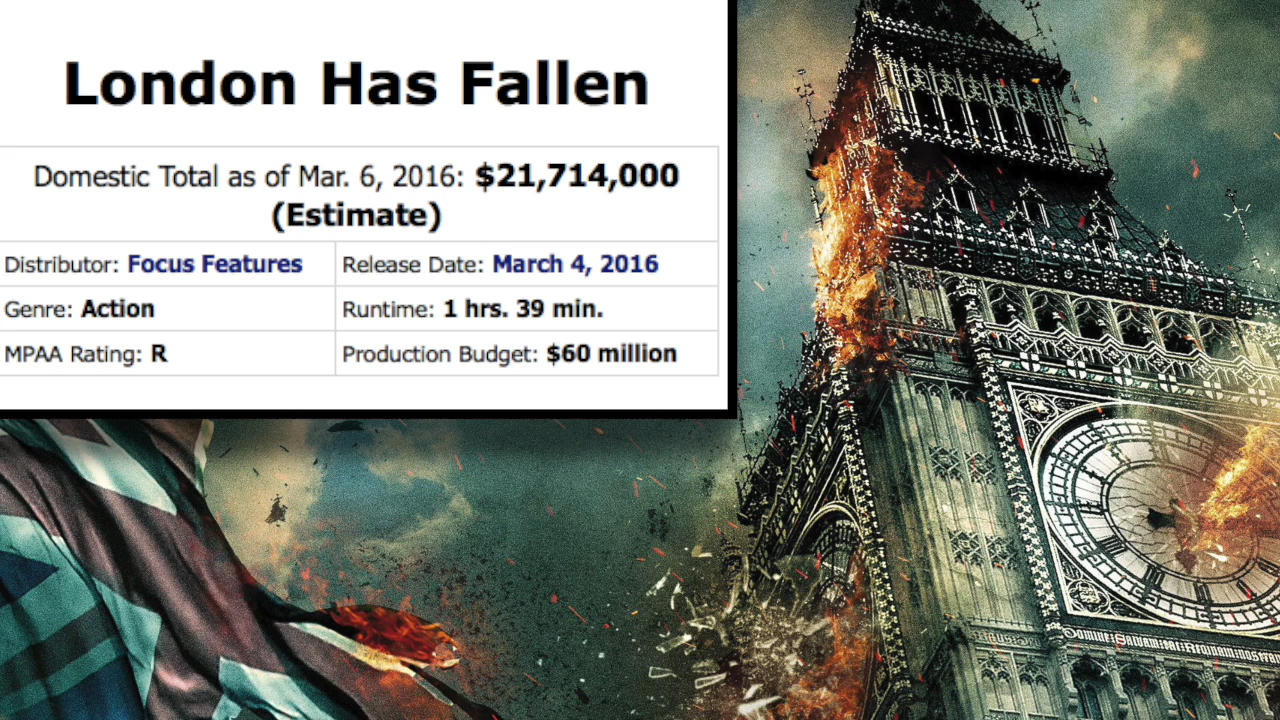 London Has Fallen
Domestic Total as of Mar. 6, 2016: $21,714,000
(Estimate)
Distributor: Focus Features
Release Date: March 4, 2016
Genre: Action
Runtime: 1 hrs. 39 min.
MPAA Rating: R
Production Budget: $60 million